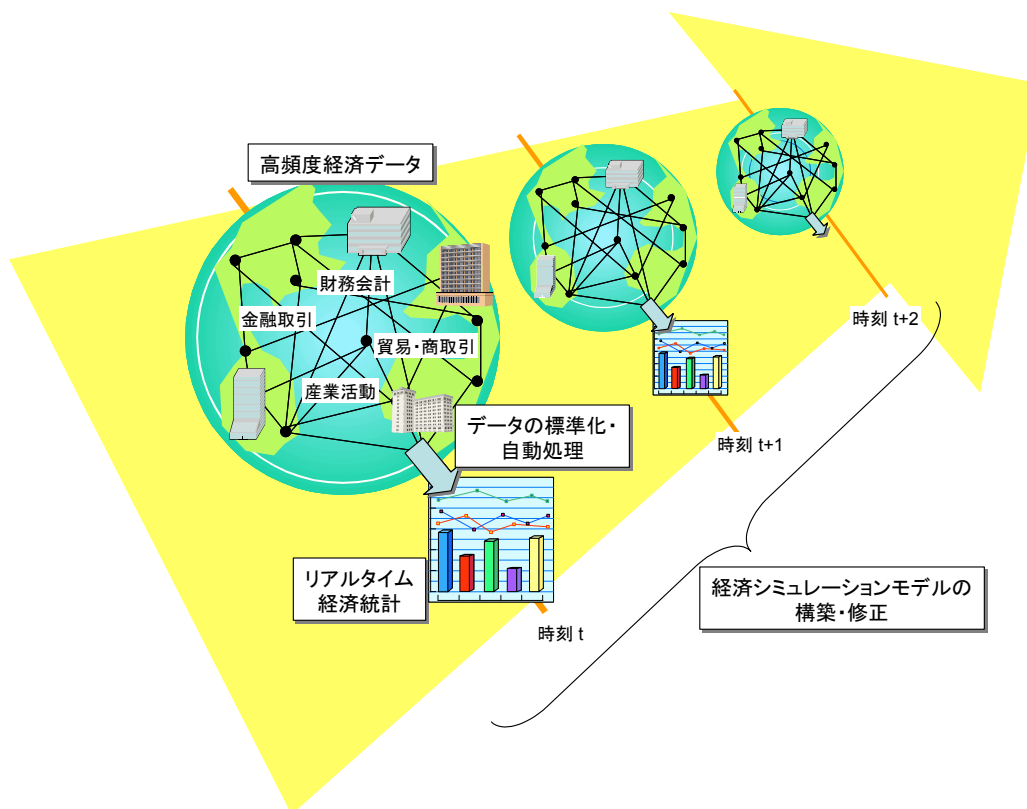 高頻度経済データ
財務会計
金融取引
貿易・商取引
産業活動
データの標準化・
自動処理
リアルタイム
経済統計
時刻 t
時刻 t+1
時刻 t+2
経済シミュレーションモデルの
構築・修正